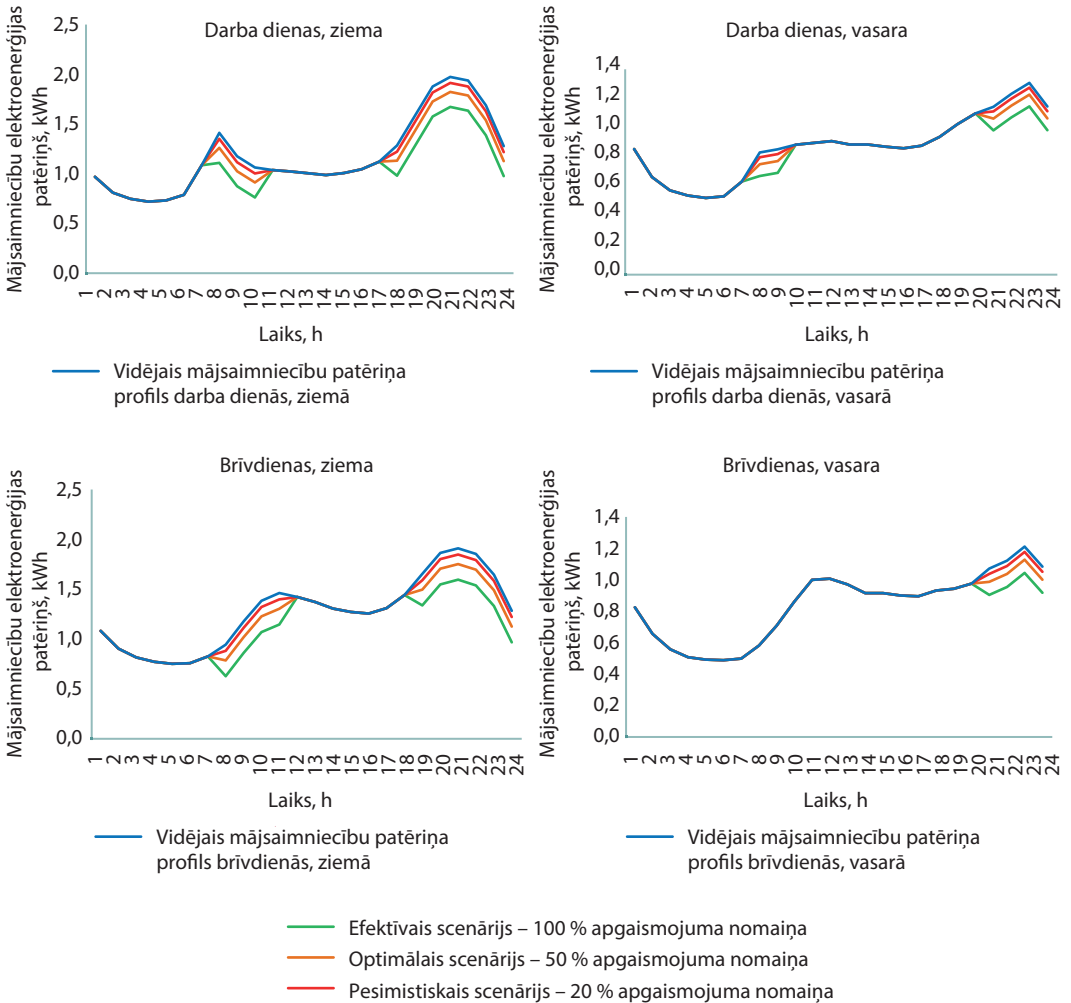 Darba dienas, ziema
Mājsaimniecību elektroenerģijas
patēriņš, kWh
2,5
2,0
1,5
1,0
0,5
0,0
1 2 3 4 5 6 7 8 9 10 11 12 13 14 15 16 17 18 19 20 21 22 23 24
Laiks, h
Vidējais mājsaimniecību patēriņa
profils darba dienās, ziemā
Darba dienas, vasara
Mājsaimniecību elektroenerģijas
patēriņš, kWh
1,4
1,2
1,0
0,8
0,6
0,4
0,2
0,0
1 2 3 4 5 6 7 8 9 10 11 12 13 14 15 16 17 18 19 20 21 22 23 24
Laiks, h
Vidējais mājsaimniecību patēriņa
profils darba dienās, vasarā
Brīvdienas, ziema
Mājsaimniecību elektroenerģijas
patēriņš, kWh
2,5
2,0
1,5
1,0
0,5
0,0
1 2 3 4 5 6 7 8 9 10 11 12 13 14 15 16 17 18 19 20 21 22 23 24
Laiks, h
Vidējais mājsaimniecību patēriņa
profils brīvdienās, ziemā
Brīvdienas, vasara
Mājsaimniecību elektroenerģijas
patēriņš, kWh
1,4
1,2
1,0
0,8
0,6
0,4
0,2
0,0
1 2 3 4 5 6 7 8 9 10 11 12 13 14 15 16 17 18 19 20 21 22 23 24
Laiks, h
Vidējais mājsaimniecību patēriņa
profils brīvdienās, vasarā
Efektīvais scenārijs – 100 % apgaismojuma nomaiņa
Optimālais scenārijs – 50 % apgaismojuma nomaiņa
Pesimistiskais scenārijs – 20 % apgaismojuma nomaiņa